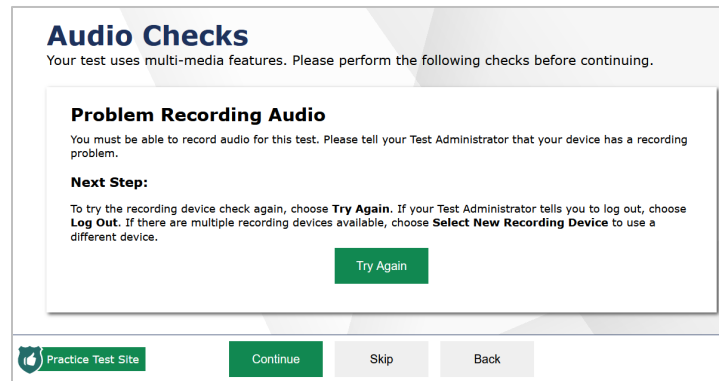 Audio Checks
Your test uses multi-media features. Please perform the following checks before continuing.
Problem Recording Audio
You must be able to record audio for this test. Please tell your Test Administrator that your device has a recording
problem.
Next Step:
To try the recording device check again, choose Try Again. If your Test Administrator tells you to log out, choose
Log Out. If there are multiple recording devices available, choose Select New Recording Device to use a
different device.
Try Again
Practice Test Site
Continue
Skip
Back